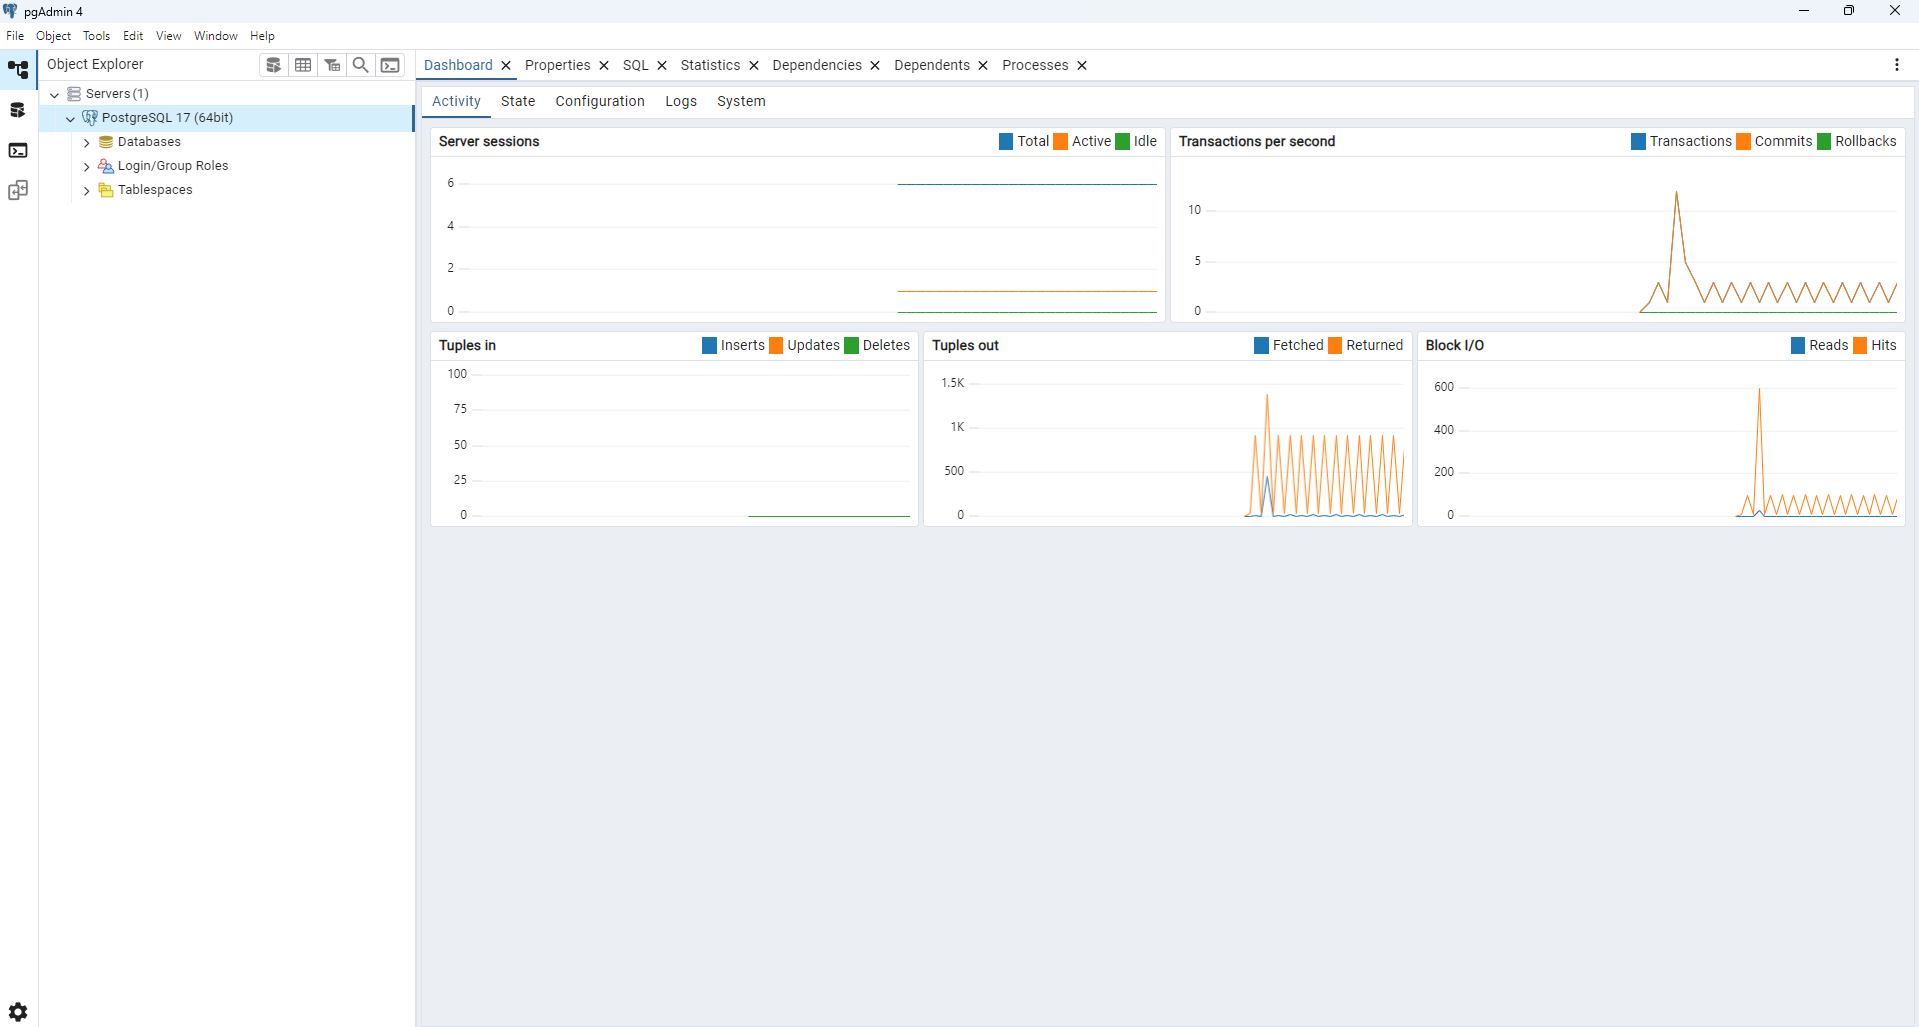 pgAdmin 4
File Object Tools Edit View Window Help
Object Explorer
Servers (1)
PostgreSQL 17 (64bit)
Databases
Login/Group Roles
Tablespaces
Dashboard Properties SQL Statistics Dependencies Dependents Processes
Activity State Configuration Logs System
Server sessions Total Active Idle
6
4
2
0
Transactions per second Transactions Commits Rollbacks
10
5
0
Tuples in Inserts Updates Deletes
100
75
50
25
0
Tuples out Fetched Returned
1.5K
1K
500
0
Block I/O Reads Hits
600
400
200
0